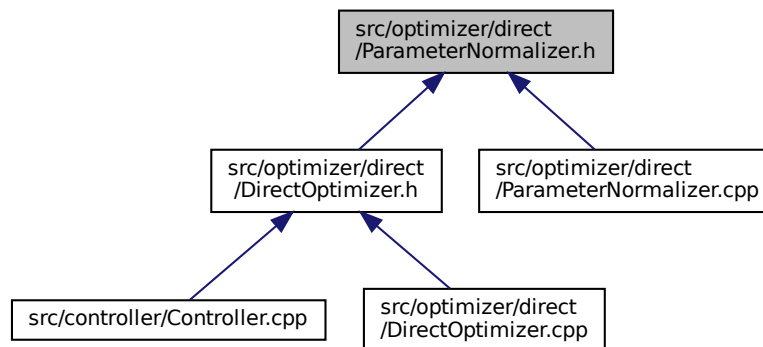 src/optimizer/direct
/ParameterNormalizer.h
src/optimizer/direct
/DirectOptimizer.h
src/optimizer/direct
/ParameterNormalizer.cpp
src/controller/Controller.cpp
src/optimizer/direct
/DirectOptimizer.cpp